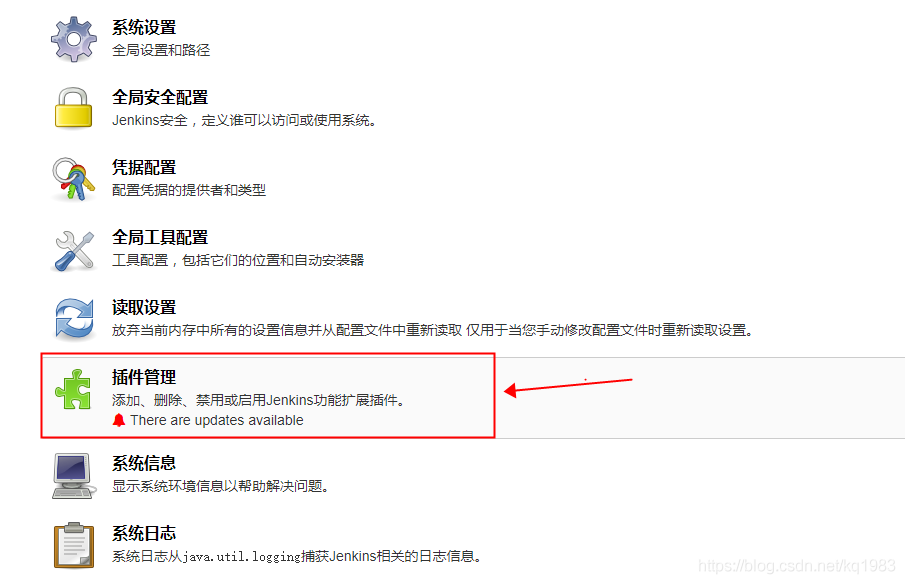 系统设置
全局设置和路径
全局安全配置
Jenkins安全，定义谁可以访问或使用系统。
凭据配置
配置凭据的提供者和类型
全局工具配置
工具配置，包括它们的位置和自动安装器
读取设置
放弃当前内存中所有的设置信息并从配置文件中重新读取 仅用于当您手动修改配置文件时重新读取设置。
插件管理
添加、删除、禁用或启用Jenkins功能扩展插件。
There are updates available
系统信息
显示系统环境信息以帮助解决问题。
系统日志
系统日志从java.util.logging捕获Jenkins相关的日志信息。
https://blog.csdn.net/kq1983